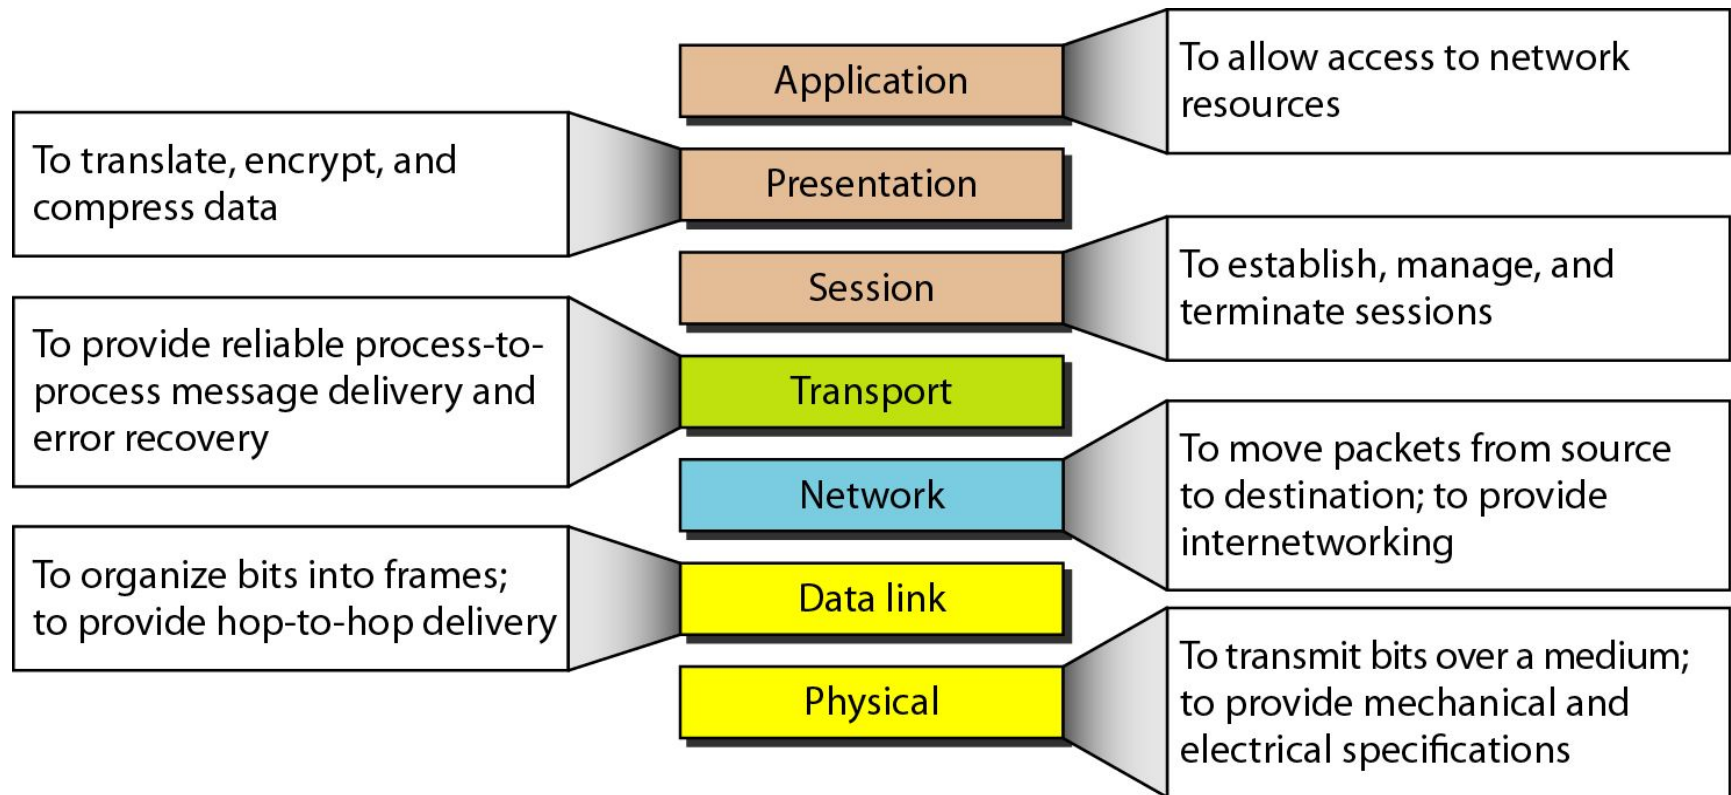 Application
To allow access to network
resources
To translate, encrypt, and
compress data
Presentation
Session
To establish, manage, and
terminate sessions
To provide reliable process-to-
process message delivery and
error recovery
Transport
Network
To move packets from source
to destination; to provide
internetworking
To organize bits into frames;
to provide hop-to-hop delivery
Data link
Physical
To transmit bits over a medium;
to provide mechanical and
electrical specifications